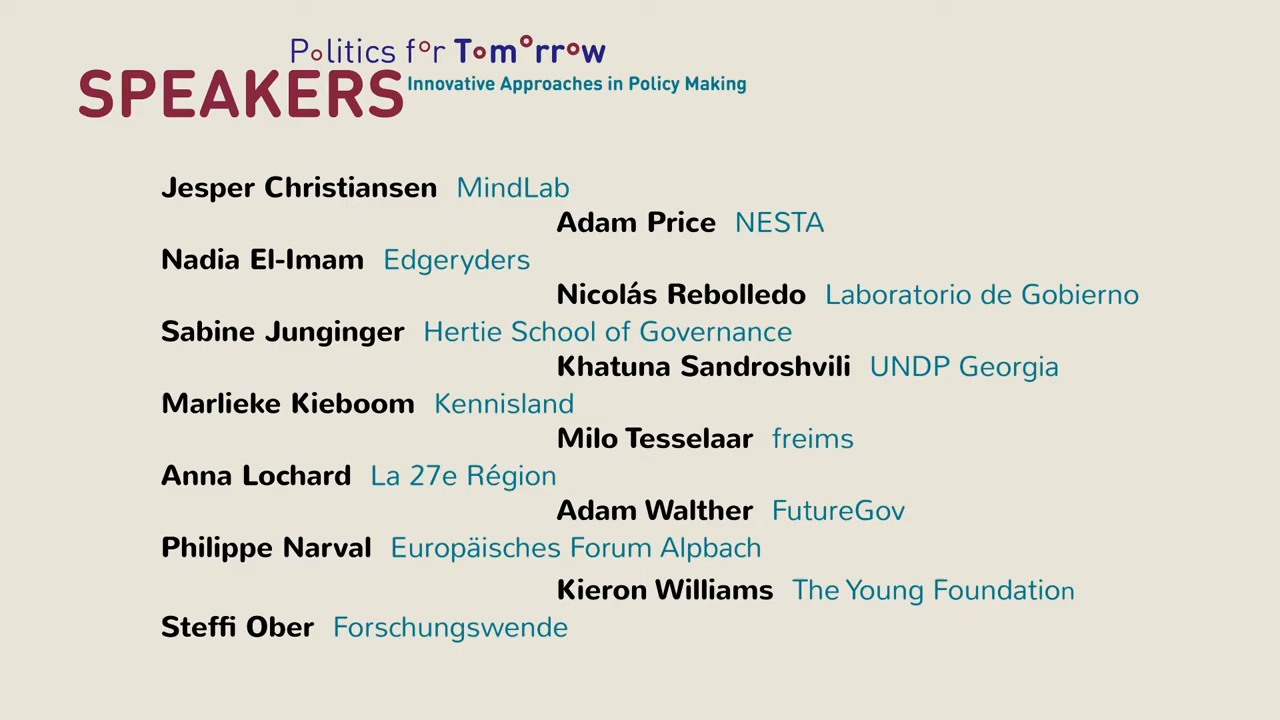 Politics for Tomorrow
SPEAKERS Innovative Approaches in Policy Making
Jesper Christiansen MindLab
Adam Price NESTA
Nadia El-Imam Edgeryders
Nicolás Rebolledo Laboratorio de Gobierno
Sabine Junginger Hertie School of Governance
Khatuna Sandroshvili UNDP Georgia
Marlieke Kieboom Kennisland
Milo Tesselaar freims
Anna Lochard La 27e Région
Adam Walther FutureGov
Philippe Narval Europäisches Forum Alpbach
Kieron Williams The Young Foundation
Steffi Ober Forschungswende